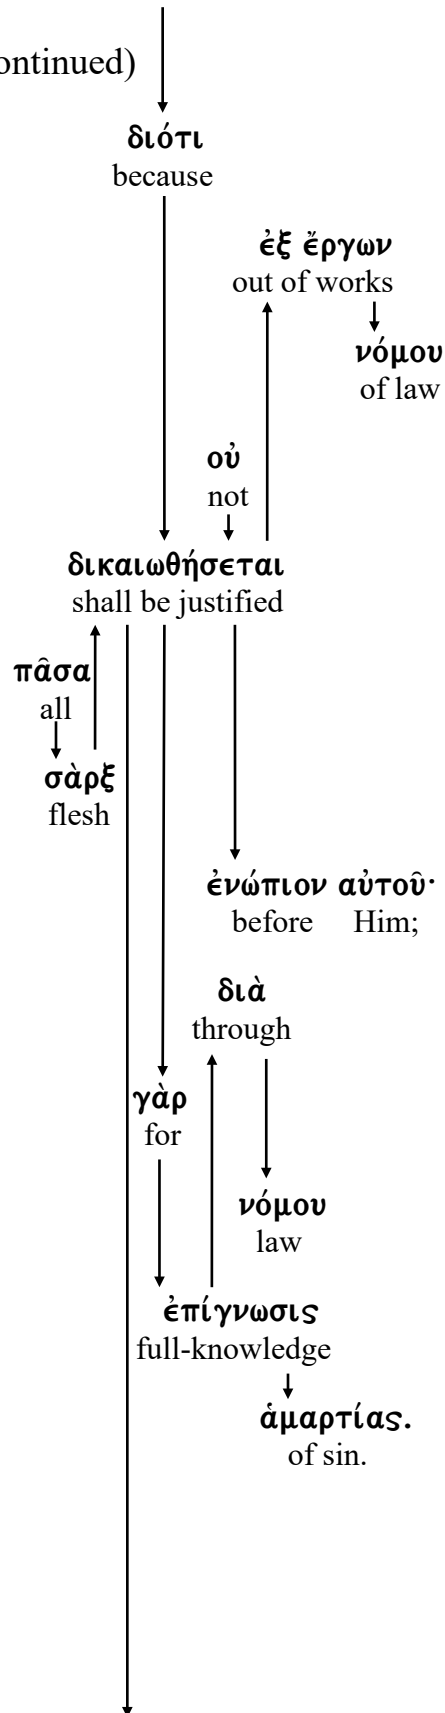 ontinued)
διότι
because
ἐξ ἔργων
out of works
νόμου
of law
οὐ
not
δικαιωθήσεται
shall be justified
πᾶσα
all
σὰρξ
flesh
ἐνώπιον αὐτοῦ·
before Him;
διὰ
through
γὰρ
for
νόμου
law
ἐπίγνωσις
full-knowledge
ἁμαρτίας.
of sin.